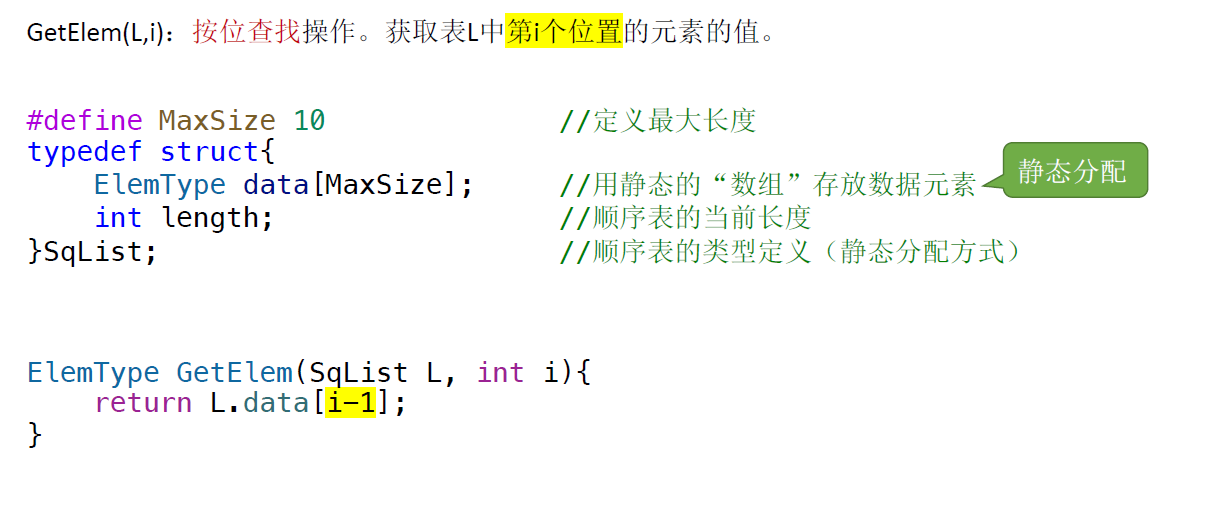 GetElem(L,i)：按位查找操作。获取表L中第i个位置的元素的值。
#define MaxSize 10 //定义最大长度
typedef struct{
ElemType data[MaxSize]; //用静态的“数组”存放数据元素 静态分配
int length; //顺序表的当前长度
}SqList; //顺序表的类型定义（静态分配方式）
ElemType GetElem(SqList L, int i){
return L.data[i-1];
}